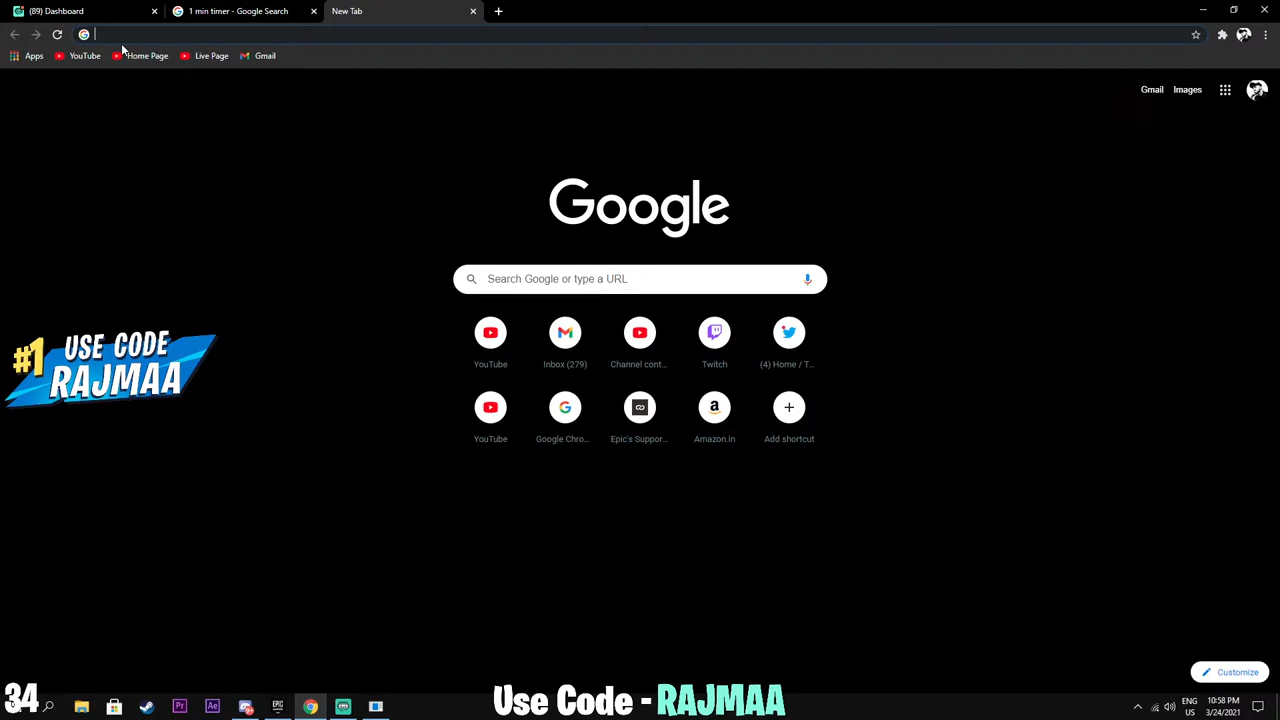 (89) Dashboard
1 min timer - Google Search
New Tab
Apps
YouTube
Home Page
Live Page
Gmail
Gmail
Images
Google
Search Google or type a URL
YouTube
Inbox (279)
Channel cont...
Twitch
(4) Home / T...
YouTube
Google Chro...
Epic's Suppor...
Amazon.in
Add shortcut
#1 USE CODE
RAJMAA
Customize
34
Pr
Ae
EPIC
Use Code - RAJMAA
ENG
US
10:58 PM
3/24/2021